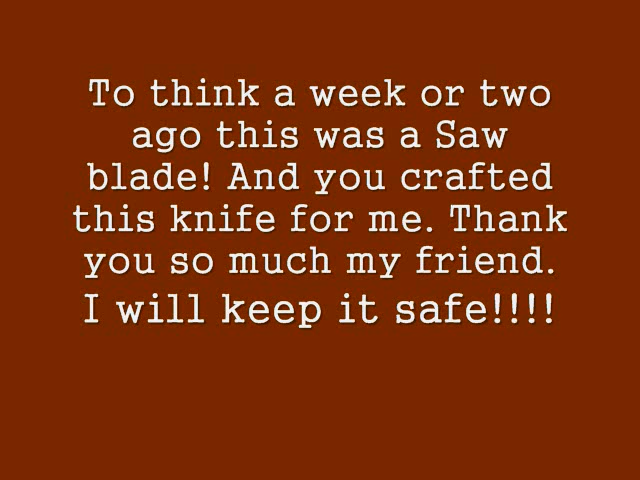 To think a week or two
ago this was a Saw
blade! And you crafted
this knife for me. Thank
you so much my friend.
I will keep it safe!!!!